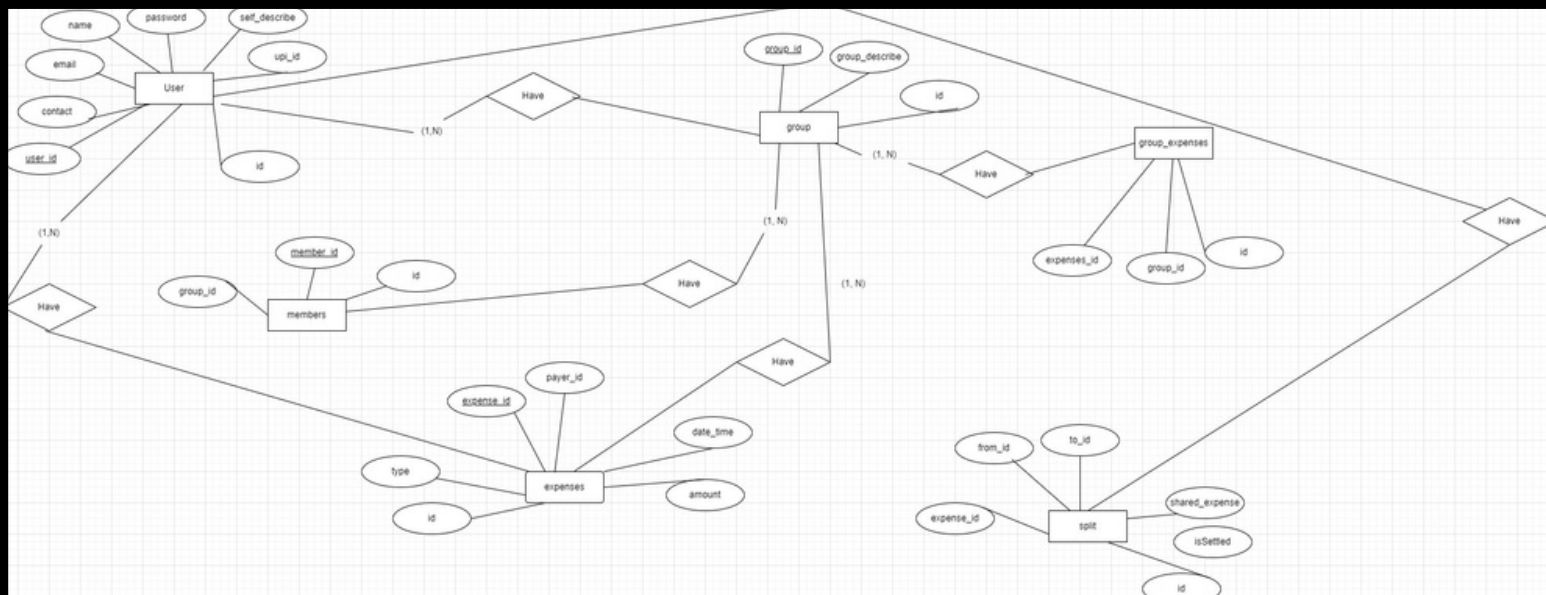 name
password
self_describe
email
upi_id
User
contact
user_id
id
(1,N)
Have
group_id
group_describe
id
group
(1, N)
Have
group_expenses
expenses_id
group_id
id
Have
(1,N)
Have
member_id
group_id
id
members
Have
(1, N)
(1, N)
Have
payer_id
expense_id
date_time
type
expenses
amount
id
from_id
to_id
shared_expense
expense_id
split
isSettled
id